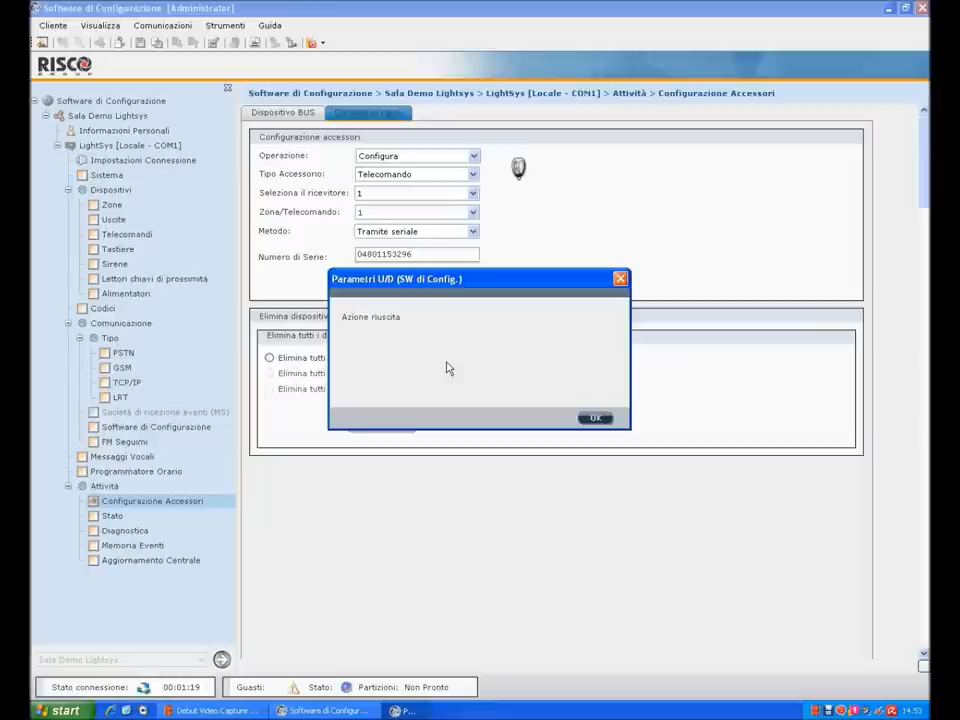 Software di Configurazione [Administrator]
Cliente Visualizza Comunicazioni Strumenti Guida
RISCO
GROUP
Software di Configurazione > Sala Demo Lightsys > LightSys [Locale - COM1] > Attività > Configurazione Accessori
Software di Configurazione
Sala Demo Lightsys
Informazioni Personali
LightSys [Locale - COM1]
Impostazioni Connessione
Sistema
Dispositivi
Zone
Uscite
Telecomandi
Tastiere
Sirene
Lettori chiavi di prossimità
Alimentatori
Codici
Comunicazione
Tipo
PSTN
GSM
TCP/IP
LRT
Società di ricezione eventi (MS)
Software di Configurazione
FM Seguimi
Messaggi Vocali
Programmatore Orario
Attività
Configurazione Accessori
Stato
Diagnostica
Memoria Eventi
Aggiornamento Centrale
Sala Demo Lightsys
Dispositivo BUS
Configurazione accessori
Operazione: Configura
Tipo Accessorio: Telecomando
Seleziona il ricevitore: 1
Zona/Telecomando: 1
Metodo: Tramite seriale
Numero di Serie: 04801153296
Parametri U/D (SW di Config.)
Azione riuscita
OK
Elimina dispositiv
Elimina tutti i d
Elimina tutti
Elimina tutti
Elimina tutti
Stato connessione: 00:01:19 Guasti: Stato: Partizioni: Non Pronto
start Debut Video Capture ... Software di Configur... P... 14.53